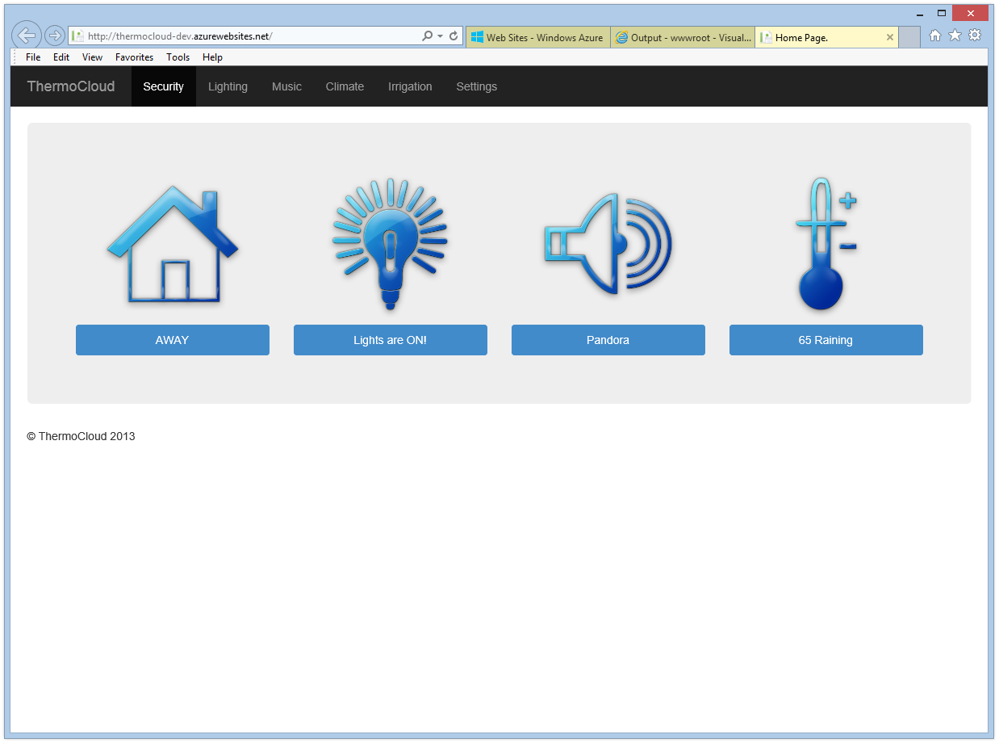 http://thermocloud-dev.azurewebsites.net/
Web Sites - Windows Azure
Output - wwwroot - Visual...
Home Page.
File Edit View Favorites Tools Help
ThermoCloud Security Lighting Music Climate Irrigation Settings
AWAY Lights are ON! Pandora 65 Raining
© ThermoCloud 2013